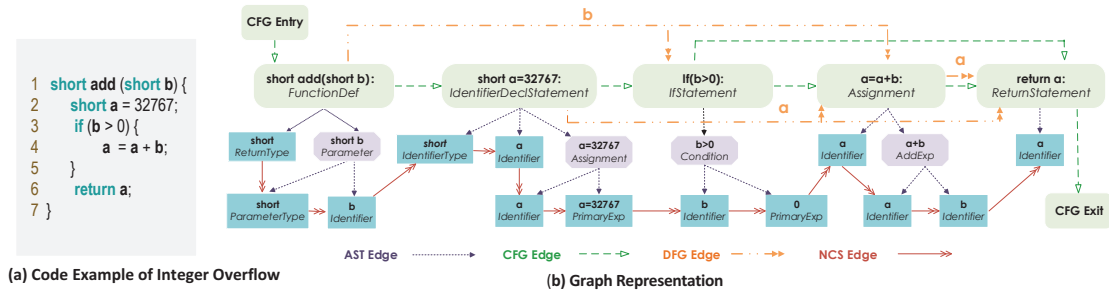 1 short add (short b) {
2 short a = 32767;
3 if (b > 0) {
4 a = a + b;
5 }
6 return a;
7 }
(a) Code Example of Integer Overflow
CFG Entry
b
short add(short b):
FunctionDef
short a=32767:
IdentifierDeclStatement
If(b>0):
IfStatement
a=a+b:
Assignment
a
return a:
ReturnStatement
a
short
ReturnType
short b
Parameter
short
IdentifierType
a
Identifier
a=32767
Assignment
b>0
Condition
a
Identifier
a+b
AddExp
a
Identifier
short
ParameterType
b
Identifier
a
Identifier
a=32767
PrimaryExp
b
Identifier
0
PrimaryExp
a
Identifier
b
Identifier
CFG Exit
AST Edge
CFG Edge
DFG Edge
NCS Edge
(b) Graph Representation